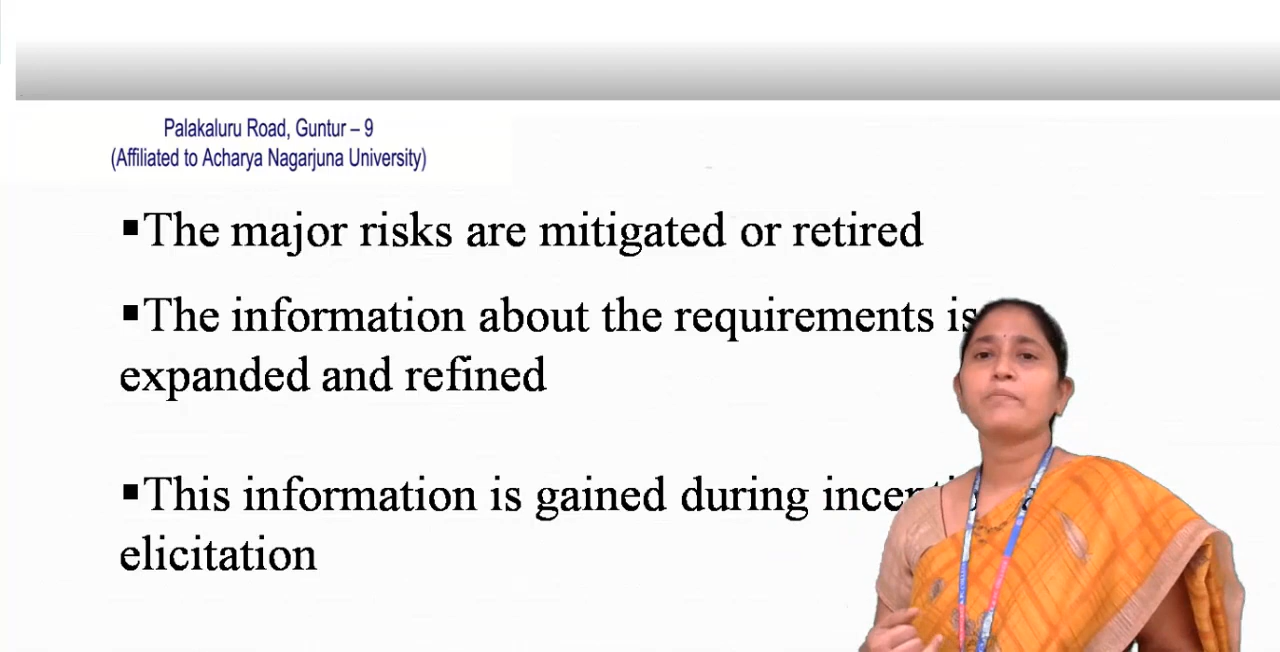 Palakaluru Road, Guntur – 9
(Affiliated to Acharya Nagarjuna University)
▪The major risks are mitigated or retired
▪The information about the requirements is
expanded and refined
▪This information is gained during
elicitation